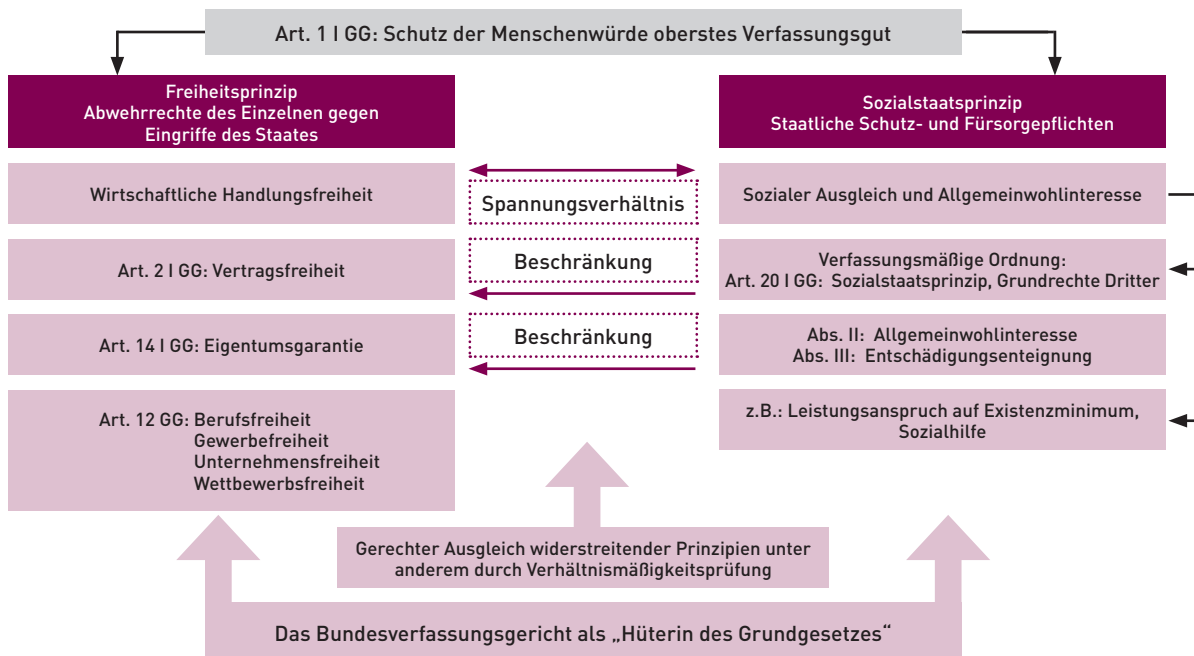 Art. 1 I GG: Schutz der Menschenwürde oberstes Verfassungsgut
Freiheitsprinzip
Abwehrrechte des Einzelnen gegen
Eingriffe des Staates
Sozialstaatsprinzip
Staatliche Schutz- und Fürsorgepflichten
Wirtschaftliche Handlungsfreiheit
Spannungsverhältnis
Sozialer Ausgleich und Allgemeinwohlinteresse
Art. 2 I GG: Vertragsfreiheit
Beschränkung
Verfassungsmäßige Ordnung:
Art. 20 I GG: Sozialstaatsprinzip, Grundrechte Dritter
Art. 14 I GG: Eigentumsgarantie
Beschränkung
Abs. II: Allgemeinwohlinteresse
Abs. III: Entschädigungsenteignung
Art. 12 GG: Berufsfreiheit
Gewerbefreiheit
Unternehmensfreiheit
Wettbewerbsfreiheit
z.B.: Leistungsanspruch auf Existenzminimum,
Sozialhilfe
Gerechter Ausgleich widerstreitender Prinzipien unter
anderem durch Verhältnismäßigkeitsprüfung
Das Bundesverfassungsgericht als „Hüterin des Grundgesetzes“